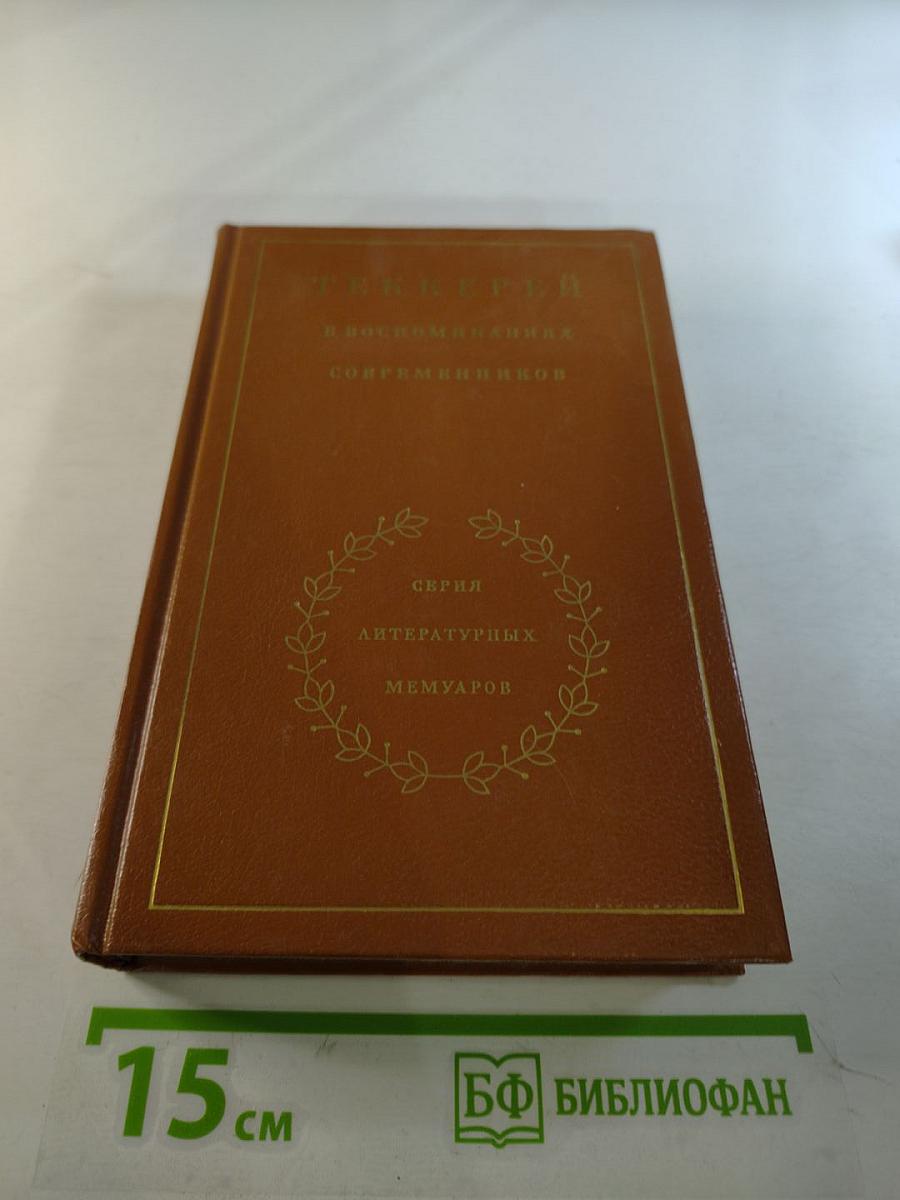 ТЕККЕРЕЙ
В ВОСПОМИНАНИЯХ
СОВРЕМЕННИКОВ
СЕРИЯ
ЛИТЕРАТУРНЫХ
МЕМУАРОВ
15 см
БФ БИБЛИОФАН